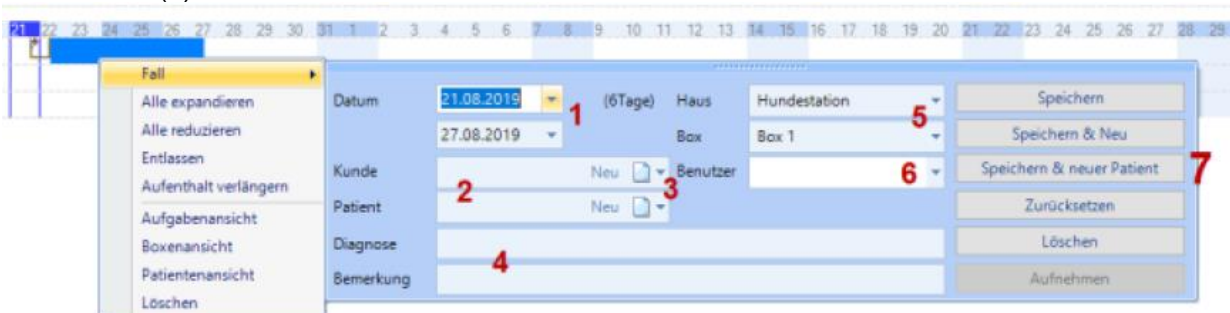 21 22 23 24 25 26 27 28 29 30 31 1 2 3 4 5 6 7 8 9 10 11 12 13 14 15 16 17 18 19 20 21 22 23 24 25 26 27 28 29
Fall
Alle expandieren
Alle reduzieren
Entlassen
Aufenthalt verlängern
Aufgabenansicht
Boxenansicht
Patientenansicht
Löschen
Datum 21.08.2019 1 (6Tage) Haus Hundestation 5 Speichern
27.08.2019 Box Box 1 Speichern & Neu
Kunde 2 Neu 3 Benutzer 6 Speichern & neuer Patient 7
Patient Neu Zurücksetzen
Diagnose 4 Löschen
Bemerkung Aufnehmen